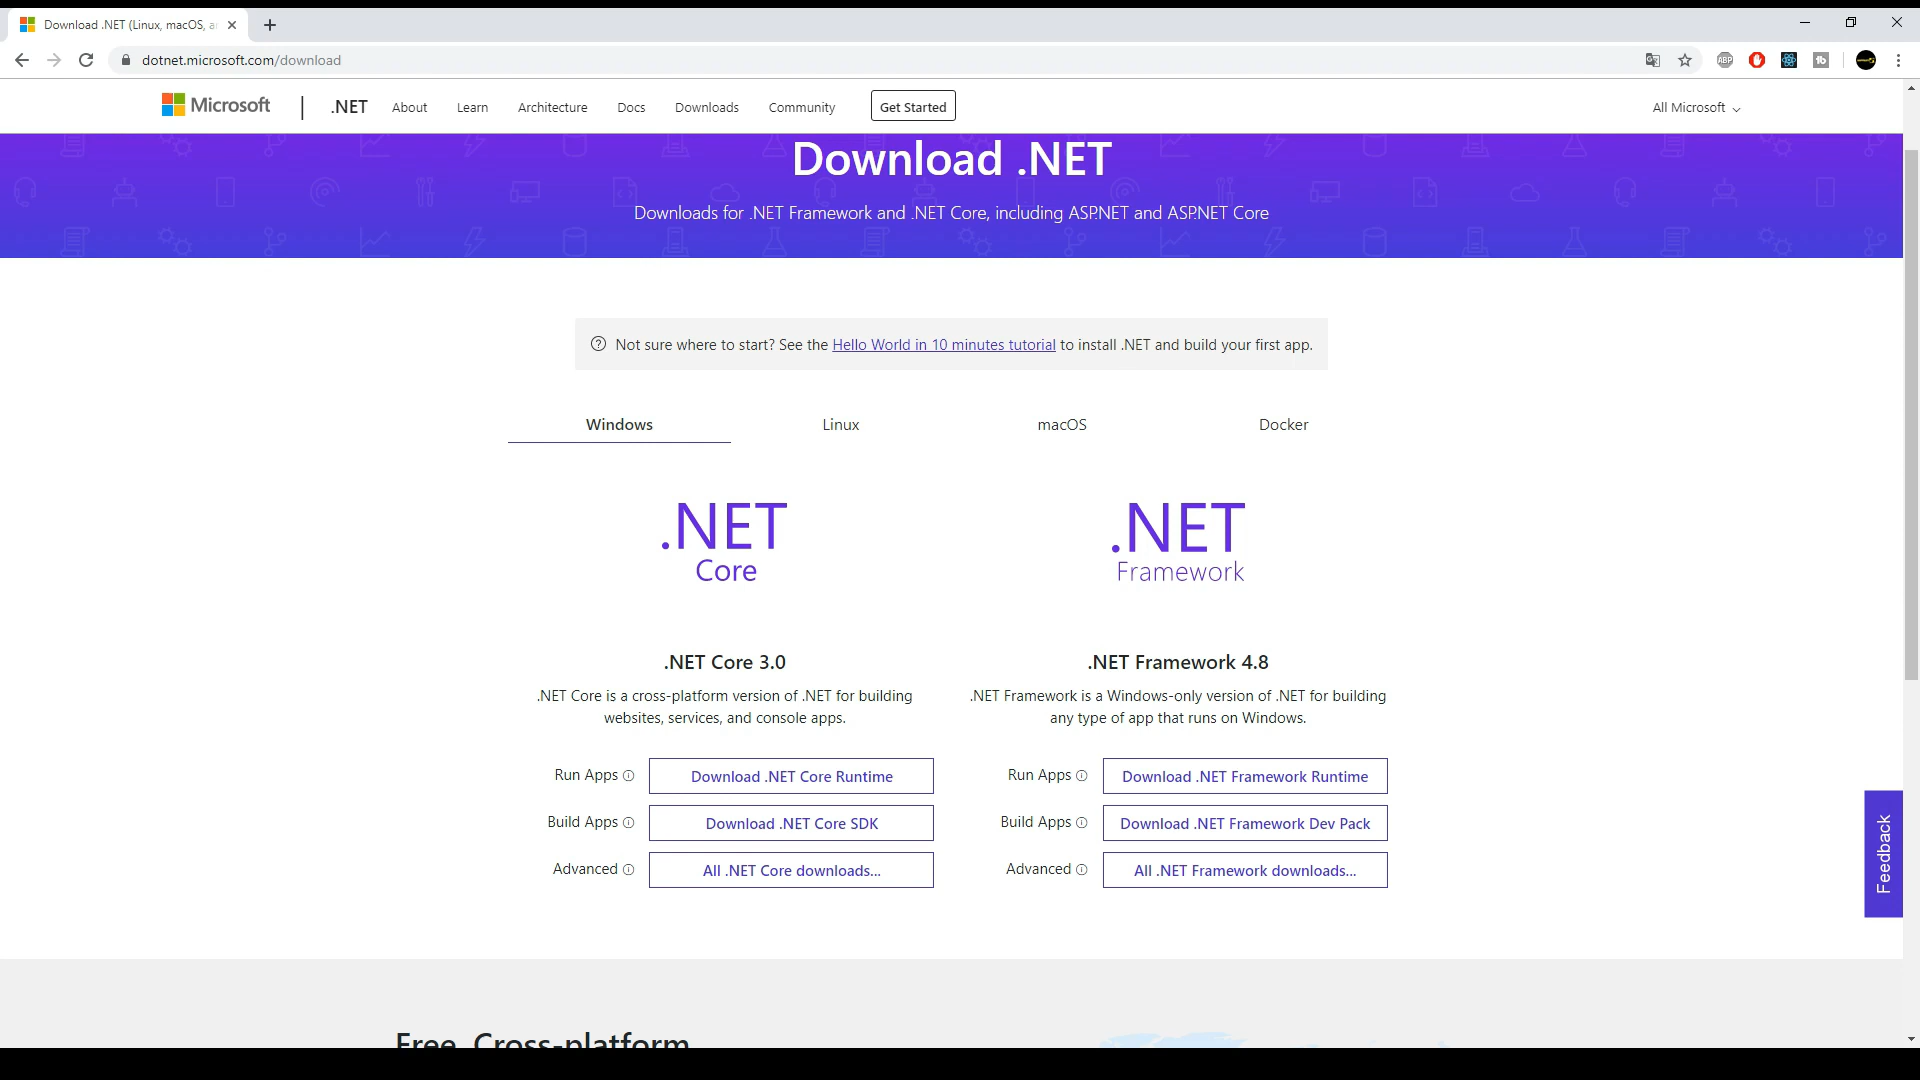 Download .NET (Linux, macOS, a
dotnet.microsoft.com/download
ABP
Microsoft | .NET About Learn Architecture Docs Downloads Community Get Started All Microsoft
Download .NET
Downloads for .NET Framework and .NET Core, including ASP.NET and ASP.NET Core
Not sure where to start? See the Hello World in 10 minutes tutorial to install .NET and build your first app.
Windows Linux macOS Docker
.NET
Core
.NET
Framework
.NET Core 3.0
.NET Core is a cross-platform version of .NET for building
websites, services, and console apps.
Run Apps Download .NET Core Runtime
Build Apps Download .NET Core SDK
Advanced All .NET Core downloads...
.NET Framework 4.8
.NET Framework is a Windows-only version of .NET for building
any type of app that runs on Windows.
Run Apps Download .NET Framework Runtime
Build Apps Download .NET Framework Dev Pack
Advanced All .NET Framework downloads...
Feedback
Free. Cross-platform.